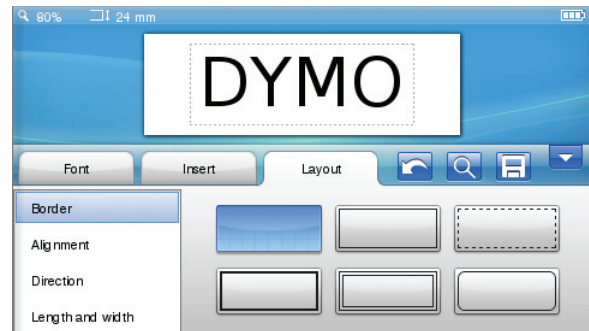 80% 24 mm
DYMO
Font Insert Layout
Border
Alignment
Direction
Length and width